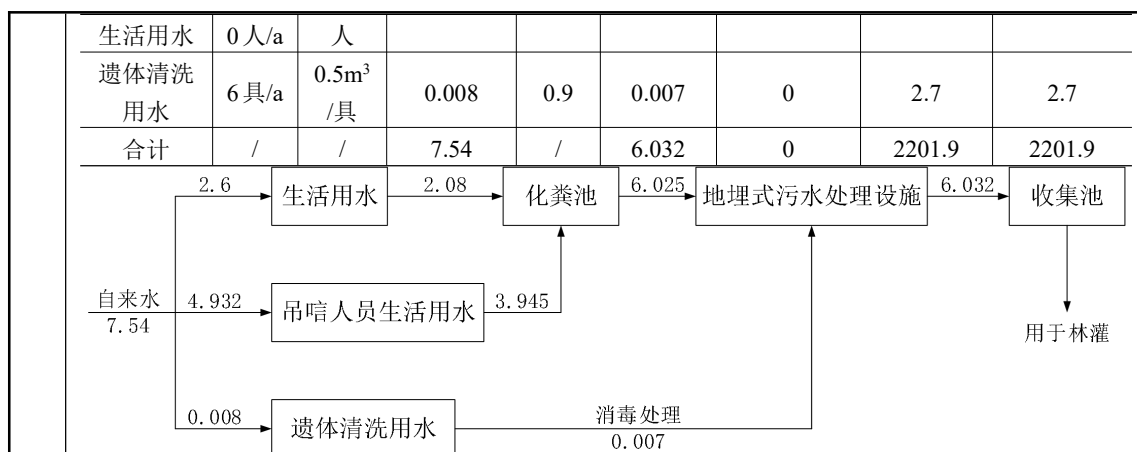 生活用水 0人/a 人
遗体清洗用水 6具/a 0.5m³/具 0.008 0.9 0.007 0 2.7 2.7
合计 / / 7.54 / 6.032 0 2201.9 2201.9
2.6 生活用水 2.08 化粪池 6.025 地埋式污水处理设施 6.032 收集池
自来水 4.932 吊唁人员生活用水 3.945
7.54
用于林灌
0.008 遗体清洗用水 消毒处理
0.007